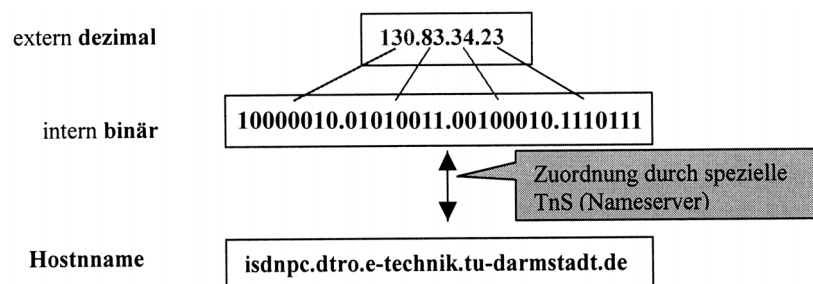 extern dezimal
130.83.34.23
intern binär
10000010.01010011.00100010.1110111
Zuordnung durch spezielle
TnS (Nameserver)
Hostnname
isdnpc.dtro.e-technik.tu-darmstadt.de